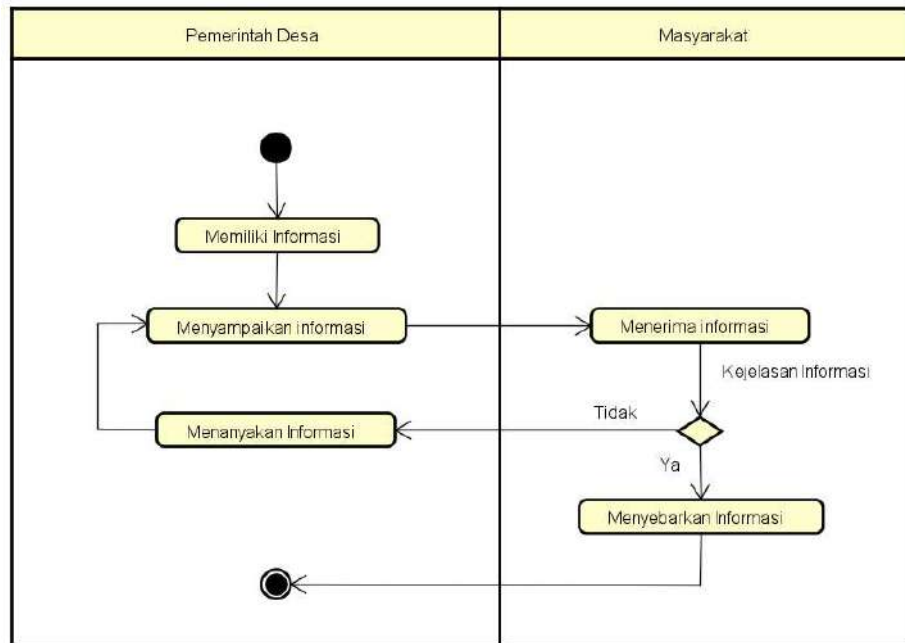 Pemerintah Desa
Masyarakat
Memiliki Informasi
Menyampaikan informasi
Menerima informasi
Kejelasan Informasi
Tidak
Menanyakan Informasi
Ya
Menyebarkan Informasi